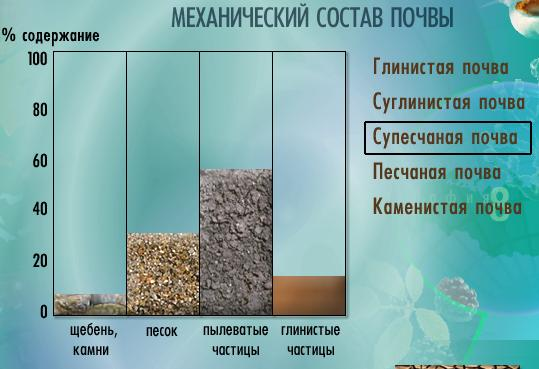 МЕХАНИЧЕСКИЙ СОСТАВ ПОЧВЫ
% содержание
100
80
60
40
20
0
щебень,
камни
песок
пылеватые
частицы
глинистые
частицы
Глинистая почва
Суглинистая почва
Супесчаная почва
Песчаная почва
Каменистая почва